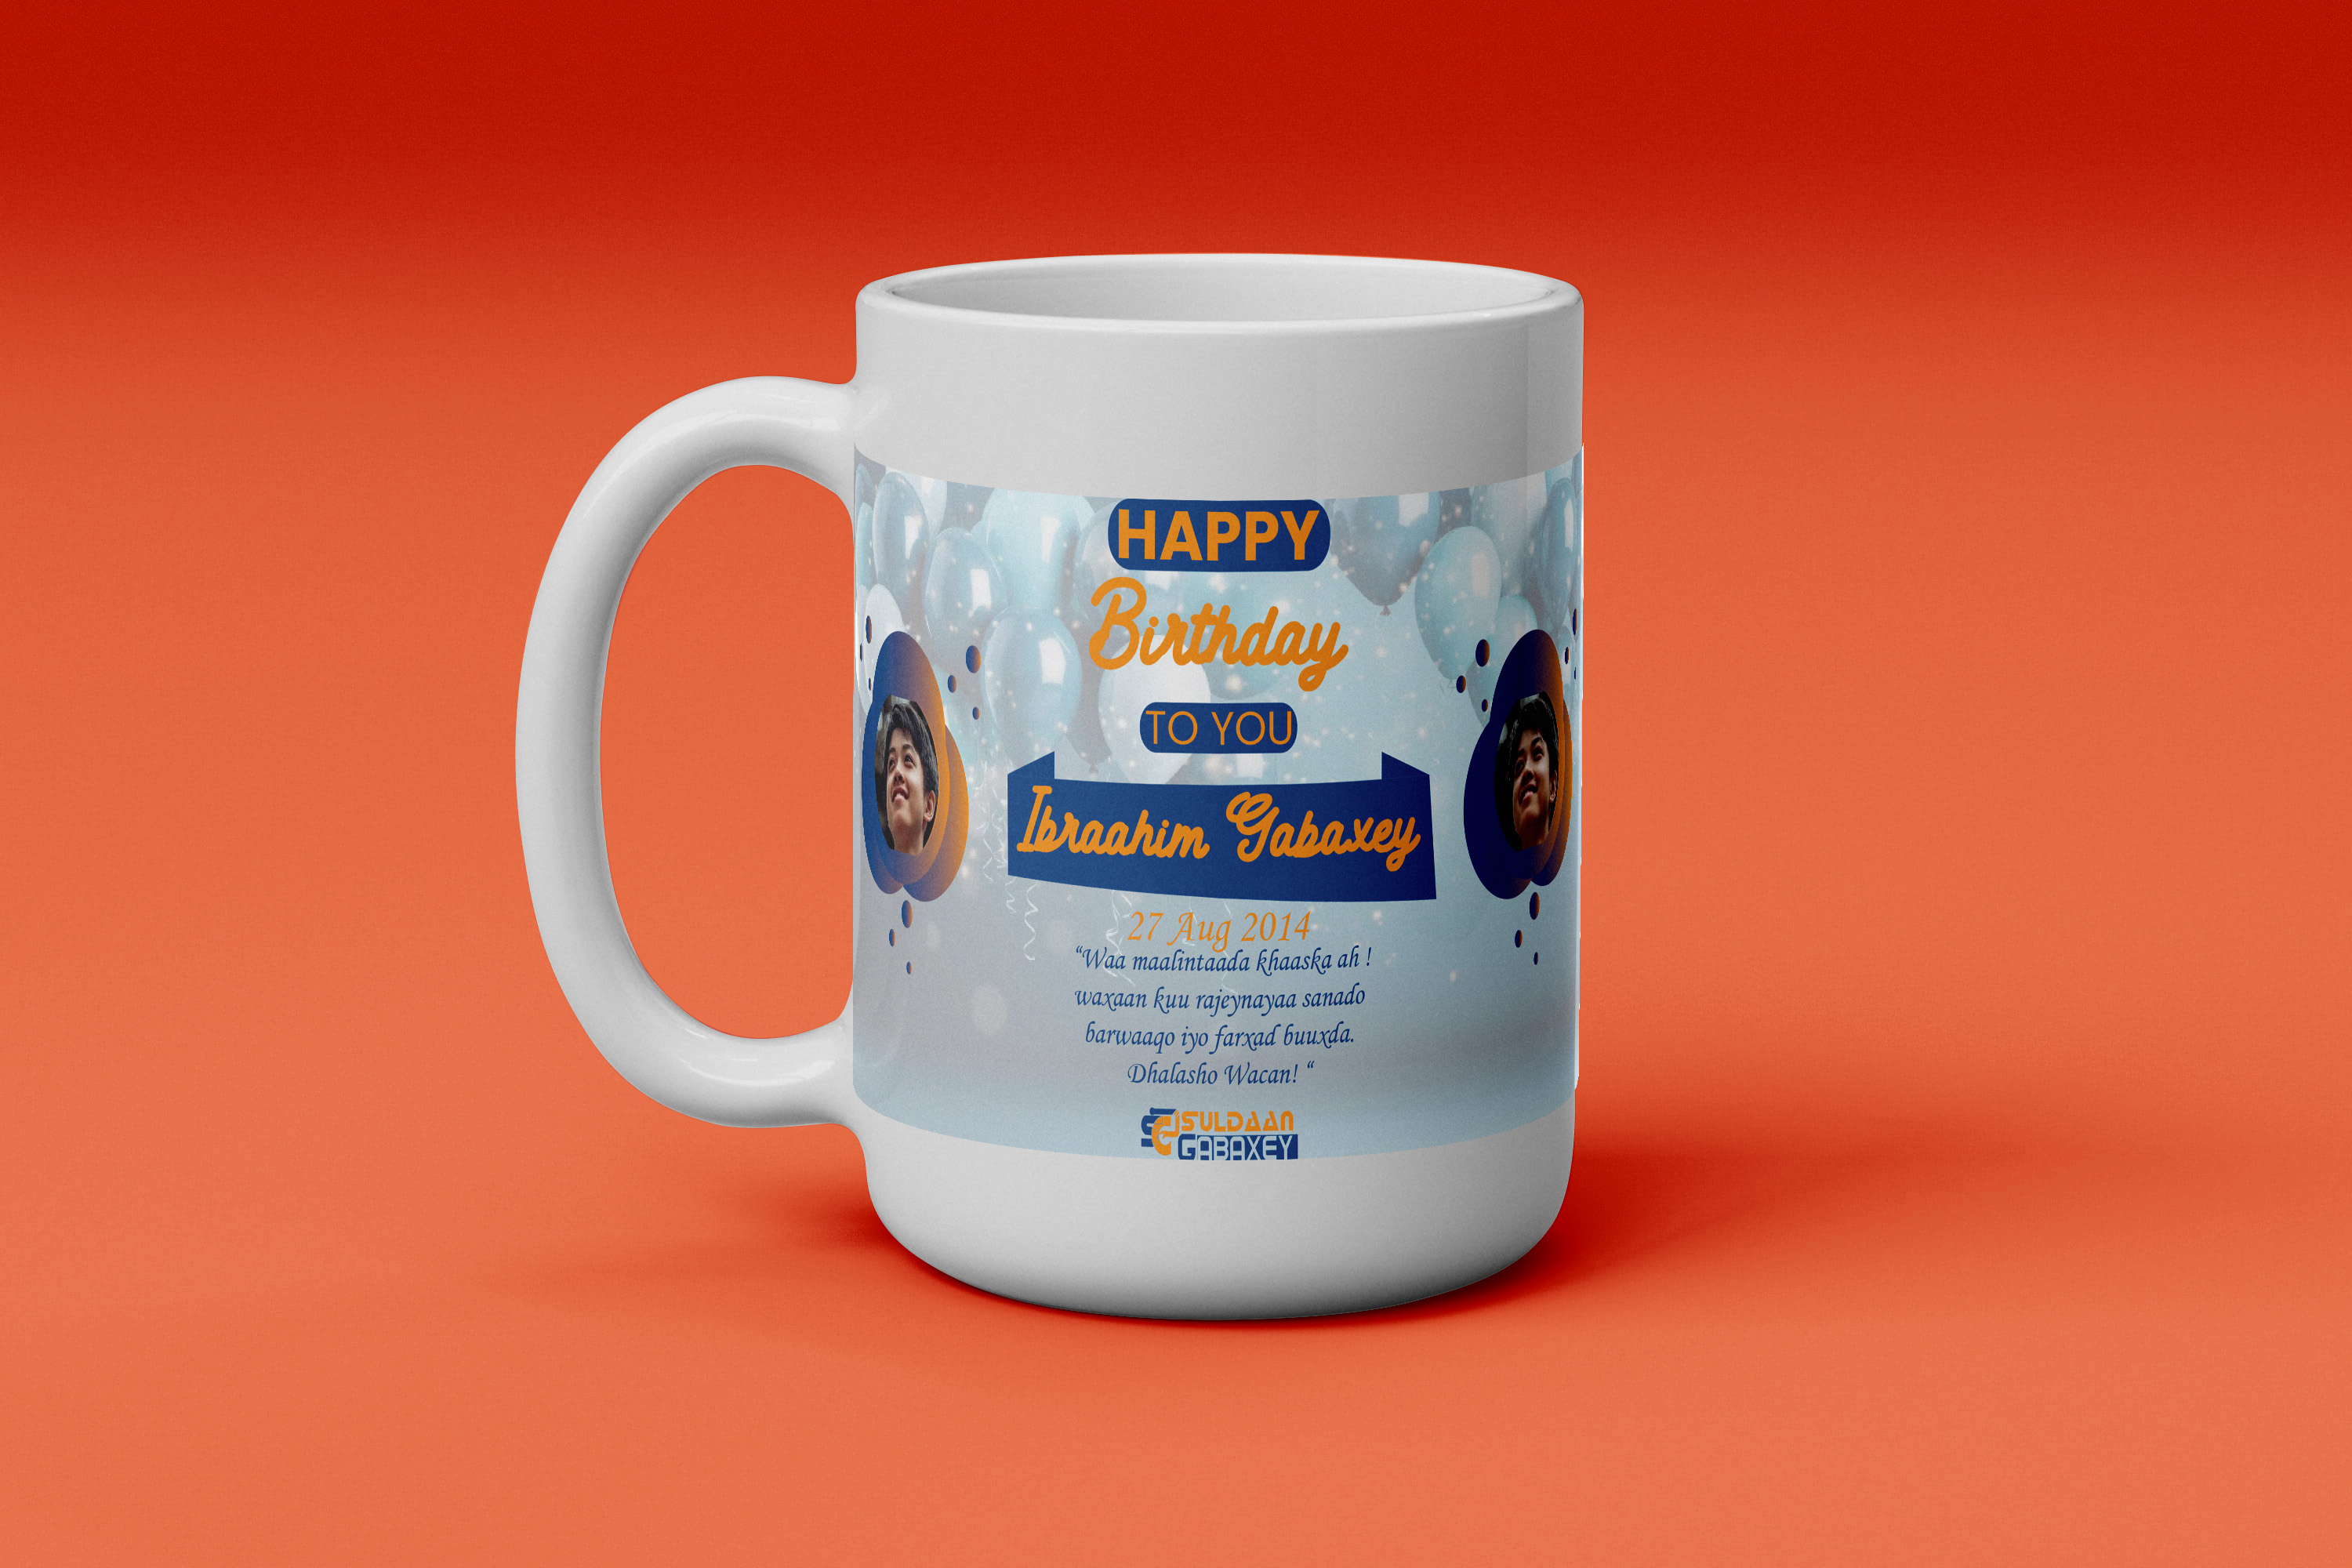 HAPPY
Birthday
TO YOU
Ibraahim Gabaxey
27 Aug 2014
“Waa maalintaada khaaska ah !
waxaan kuu rajeynayaa sanado
barwaaqo iyo farxad buuxda.
Dhalasho Wacan! “
SULDAAN
GABAXEY